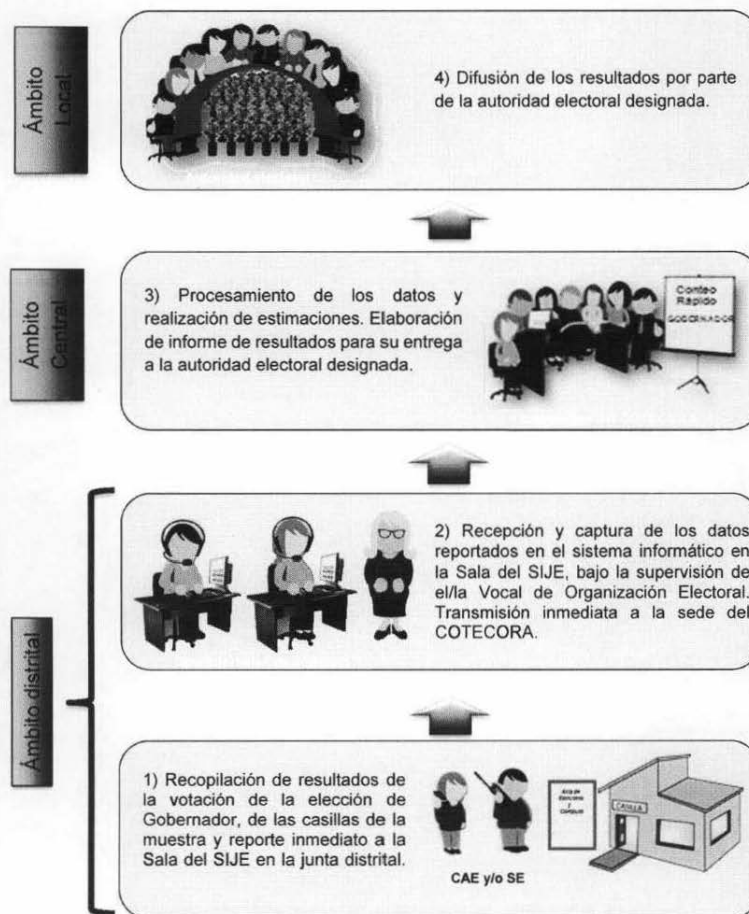 Ámbito
Local
4) Difusión de los resultados por parte
de la autoridad electoral designada.
Ámbito
Central
3) Procesamiento de los datos y
realización de estimaciones. Elaboración
de informe de resultados para su entrega
a la autoridad electoral designada.
Conteo
Rápido
GOBERNADOR
Ámbito distrital
2) Recepción y captura de los datos
reportados en el sistema informático en
la Sala del SIJE, bajo la supervisión de
el/la Vocal de Organización Electoral.
Transmisión inmediata a la sede del
COTECORA.
1) Recopilación de resultados de
la votación de la elección de
Gobernador, de las casillas de la
muestra y reporte inmediato a la
Sala del SIJE en la junta distrital.
CAE y/o SE
Acta de
Escrutinio
y
Cómputo
CASILLA